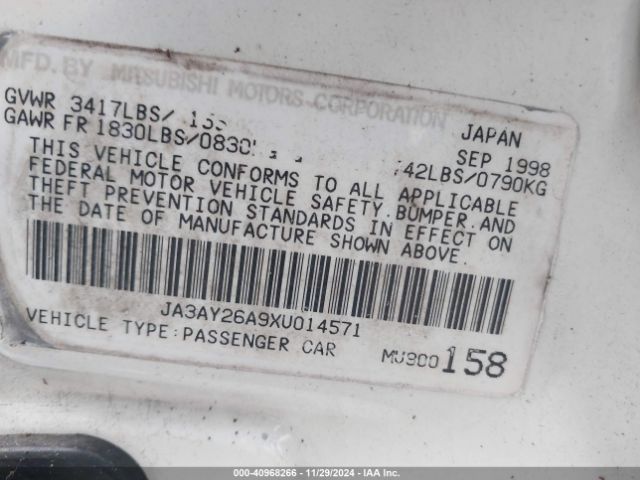 MFD. BY MITSUBISHI MOTORS CORPORATION
JAPAN
GVWR 3417LBS/
SEP 1998
GAWR FR 1830LBS/0830
42LBS/0790KG
THIS VEHICLE CONFORMS TO ALL APPLICABLE
FEDERAL MOTOR VEHICLE SAFETY.BUMPER.AND
THEFT PREVENTION STANDARDS IN EFFECT ON
THE DATE OF MANUFACTURE SHOWN ABOVE.
JA3AY26A9XU014571
VEHICLE TYPE:PASSENGER CAR
MU900158
000-40968266 - 11/29/2024 - IAA Inc.